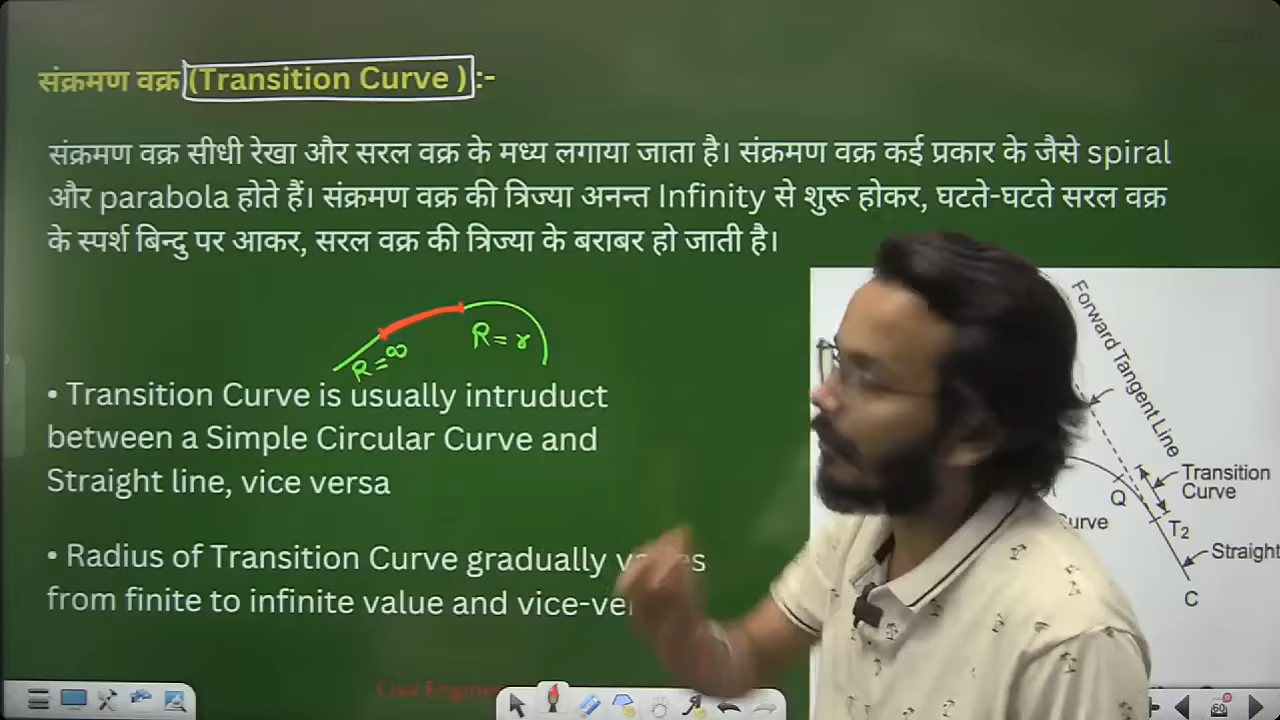 संक्रमण वक्र (Transition Curve ) :-
संक्रमण वक्र सीधी रेखा और सरल वक्र के मध्य लगाया जाता है। संक्रमण वक्र कई प्रकार के जैसे spiral
और parabola होते हैं। संक्रमण वक्र की त्रिज्या अनन्त Infinity से शुरू होकर, घटते-घटते सरल वक्र
के स्पर्श बिन्दु पर आकर, सरल वक्र की त्रिज्या के बराबर हो जाती है।
R=∞
R=r
• Transition Curve is usually intruduct
between a Simple Circular Curve and
Straight line, vice versa
• Radius of Transition Curve gradually
from finite to infinite value and
Forward Tangent Line
Transition
Curve
Q
T2
Curve
Straight
C
Civil
60